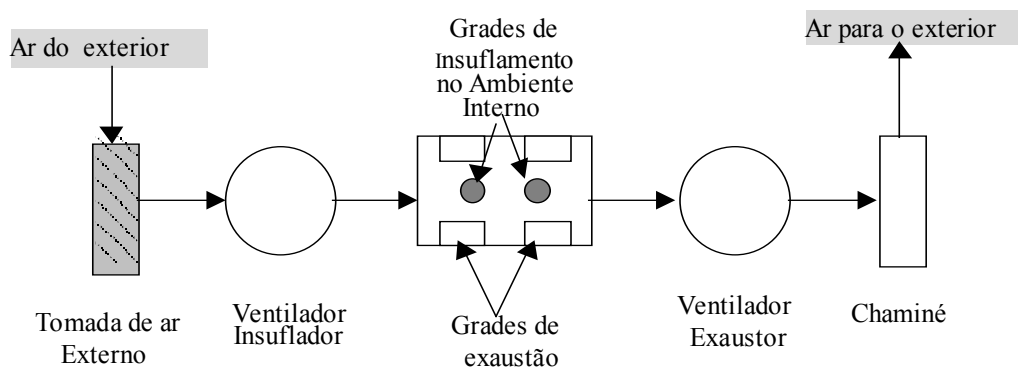 Ar do exterior
Grades de
Insuflamento
no Ambiente
Interno
Ar para o exterior
Tomada de ar
Externo
Ventilador
Insuflador
Grades de
exaustão
Ventilador
Exaustor
Chaminé